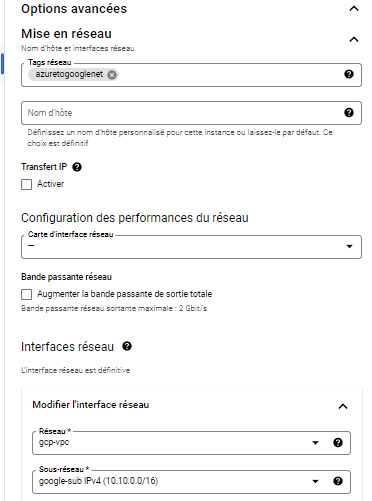 Options avancées
Mise en réseau
Nom d'hôte et interfaces réseau
Tags réseau
azuretogooglenet
Nom d'hôte
Définissez un nom d'hôte personnalisé pour cette instance ou laissez-le par défaut. Ce
choix est définitif
Transfert IP
Activer
Configuration des performances du réseau
Carte d'interface réseau
—
Bande passante réseau
Augmenter la bande passante de sortie totale
Bande passante réseau sortante maximale : 2 Gbit/s
Interfaces réseau
L'interface réseau est définitive
Modifier l'interface réseau
Réseau *
gcp-vpc
Sous-réseau *
google-sub IPv4 (10.10.0.0/16)